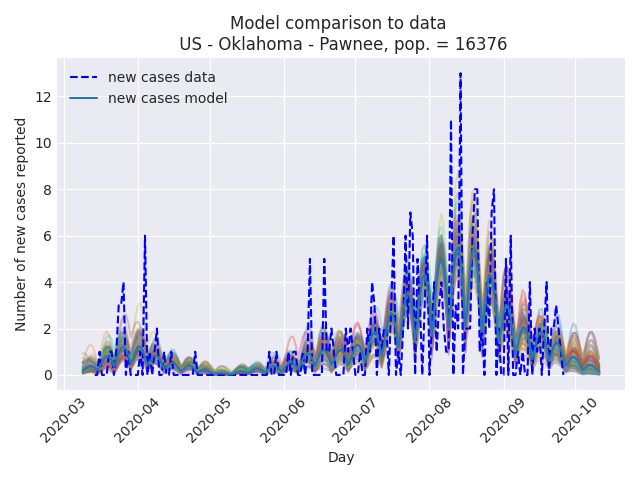 Model comparison to data
US - Oklahoma - Pawnee, pop. = 16376
new cases data
new cases model
Number of new cases reported
12
10
8
6
4
2
0
2020-03
2020-04
2020-05
2020-06
2020-07
2020-08
2020-09
2020-10
Day